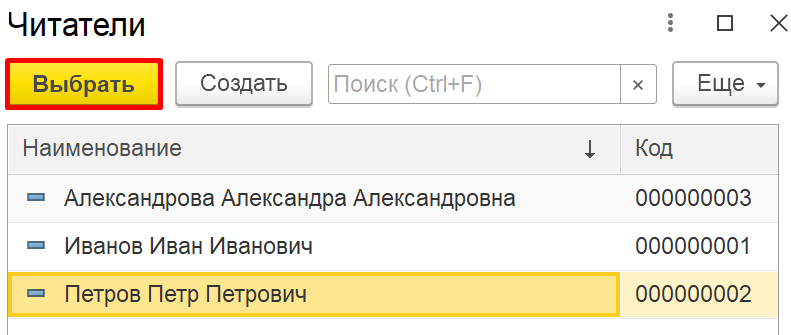 Читатели
Выбрать Создать Поиск (Ctrl+F) × Еще
Наименование ↓ Код
Александрова Александра Александровна 000000003
Иванов Иван Иванович 000000001
Петров Петр Петрович 000000002